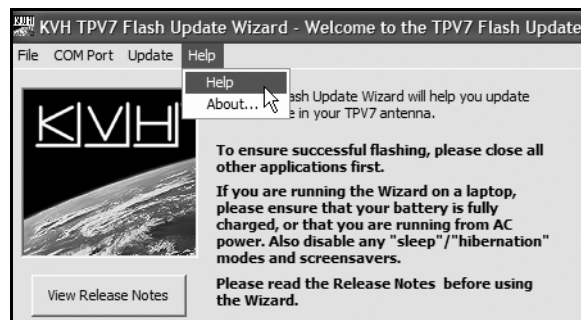 KVH TPV7 Flash Update Wizard - Welcome to the TPV7 Flash Update
File COM Port Update Help
Help
About...
ash Update Wizard will help you update
e in your TPV7 antenna.
KVH
To ensure successful flashing, please close all
other applications first.
If you are running the Wizard on a laptop,
please ensure that your battery is fully
charged, or that you are running from AC
power. Also disable any "sleep"/"hibernation"
modes and screensavers.
Please read the Release Notes before using
the Wizard.
View Release Notes